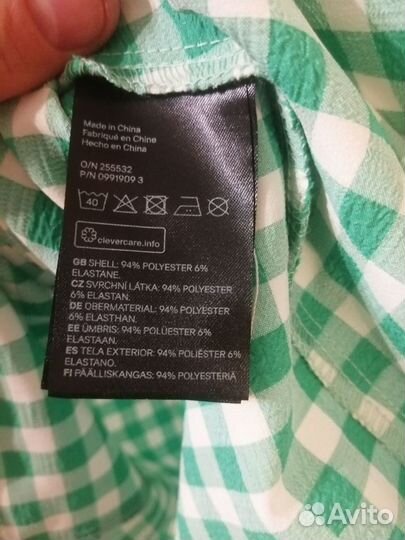 Made in China
Fabriqué en Chine
Hecho en China
O/N 255532
P/N 0991909 3
40
clevercare.info
GB SHELL: 94% POLYESTER 6%
ELASTANE.
CZ SVRCHNÍ LÁTKA: 94% POLYESTER
6% ELASTAN.
DE OBERMATERIAL: 94% POLYESTER
6% ELASTHAN.
EE ÜMBRIS: 94% POLÜESTER 6%
ELASTAAN.
ES TELA EXTERIOR: 94% POLIÉSTER 6%
ELASTANO.
FI PÄÄLLISKANGAS: 94% POLYESTERIÄ
Avito